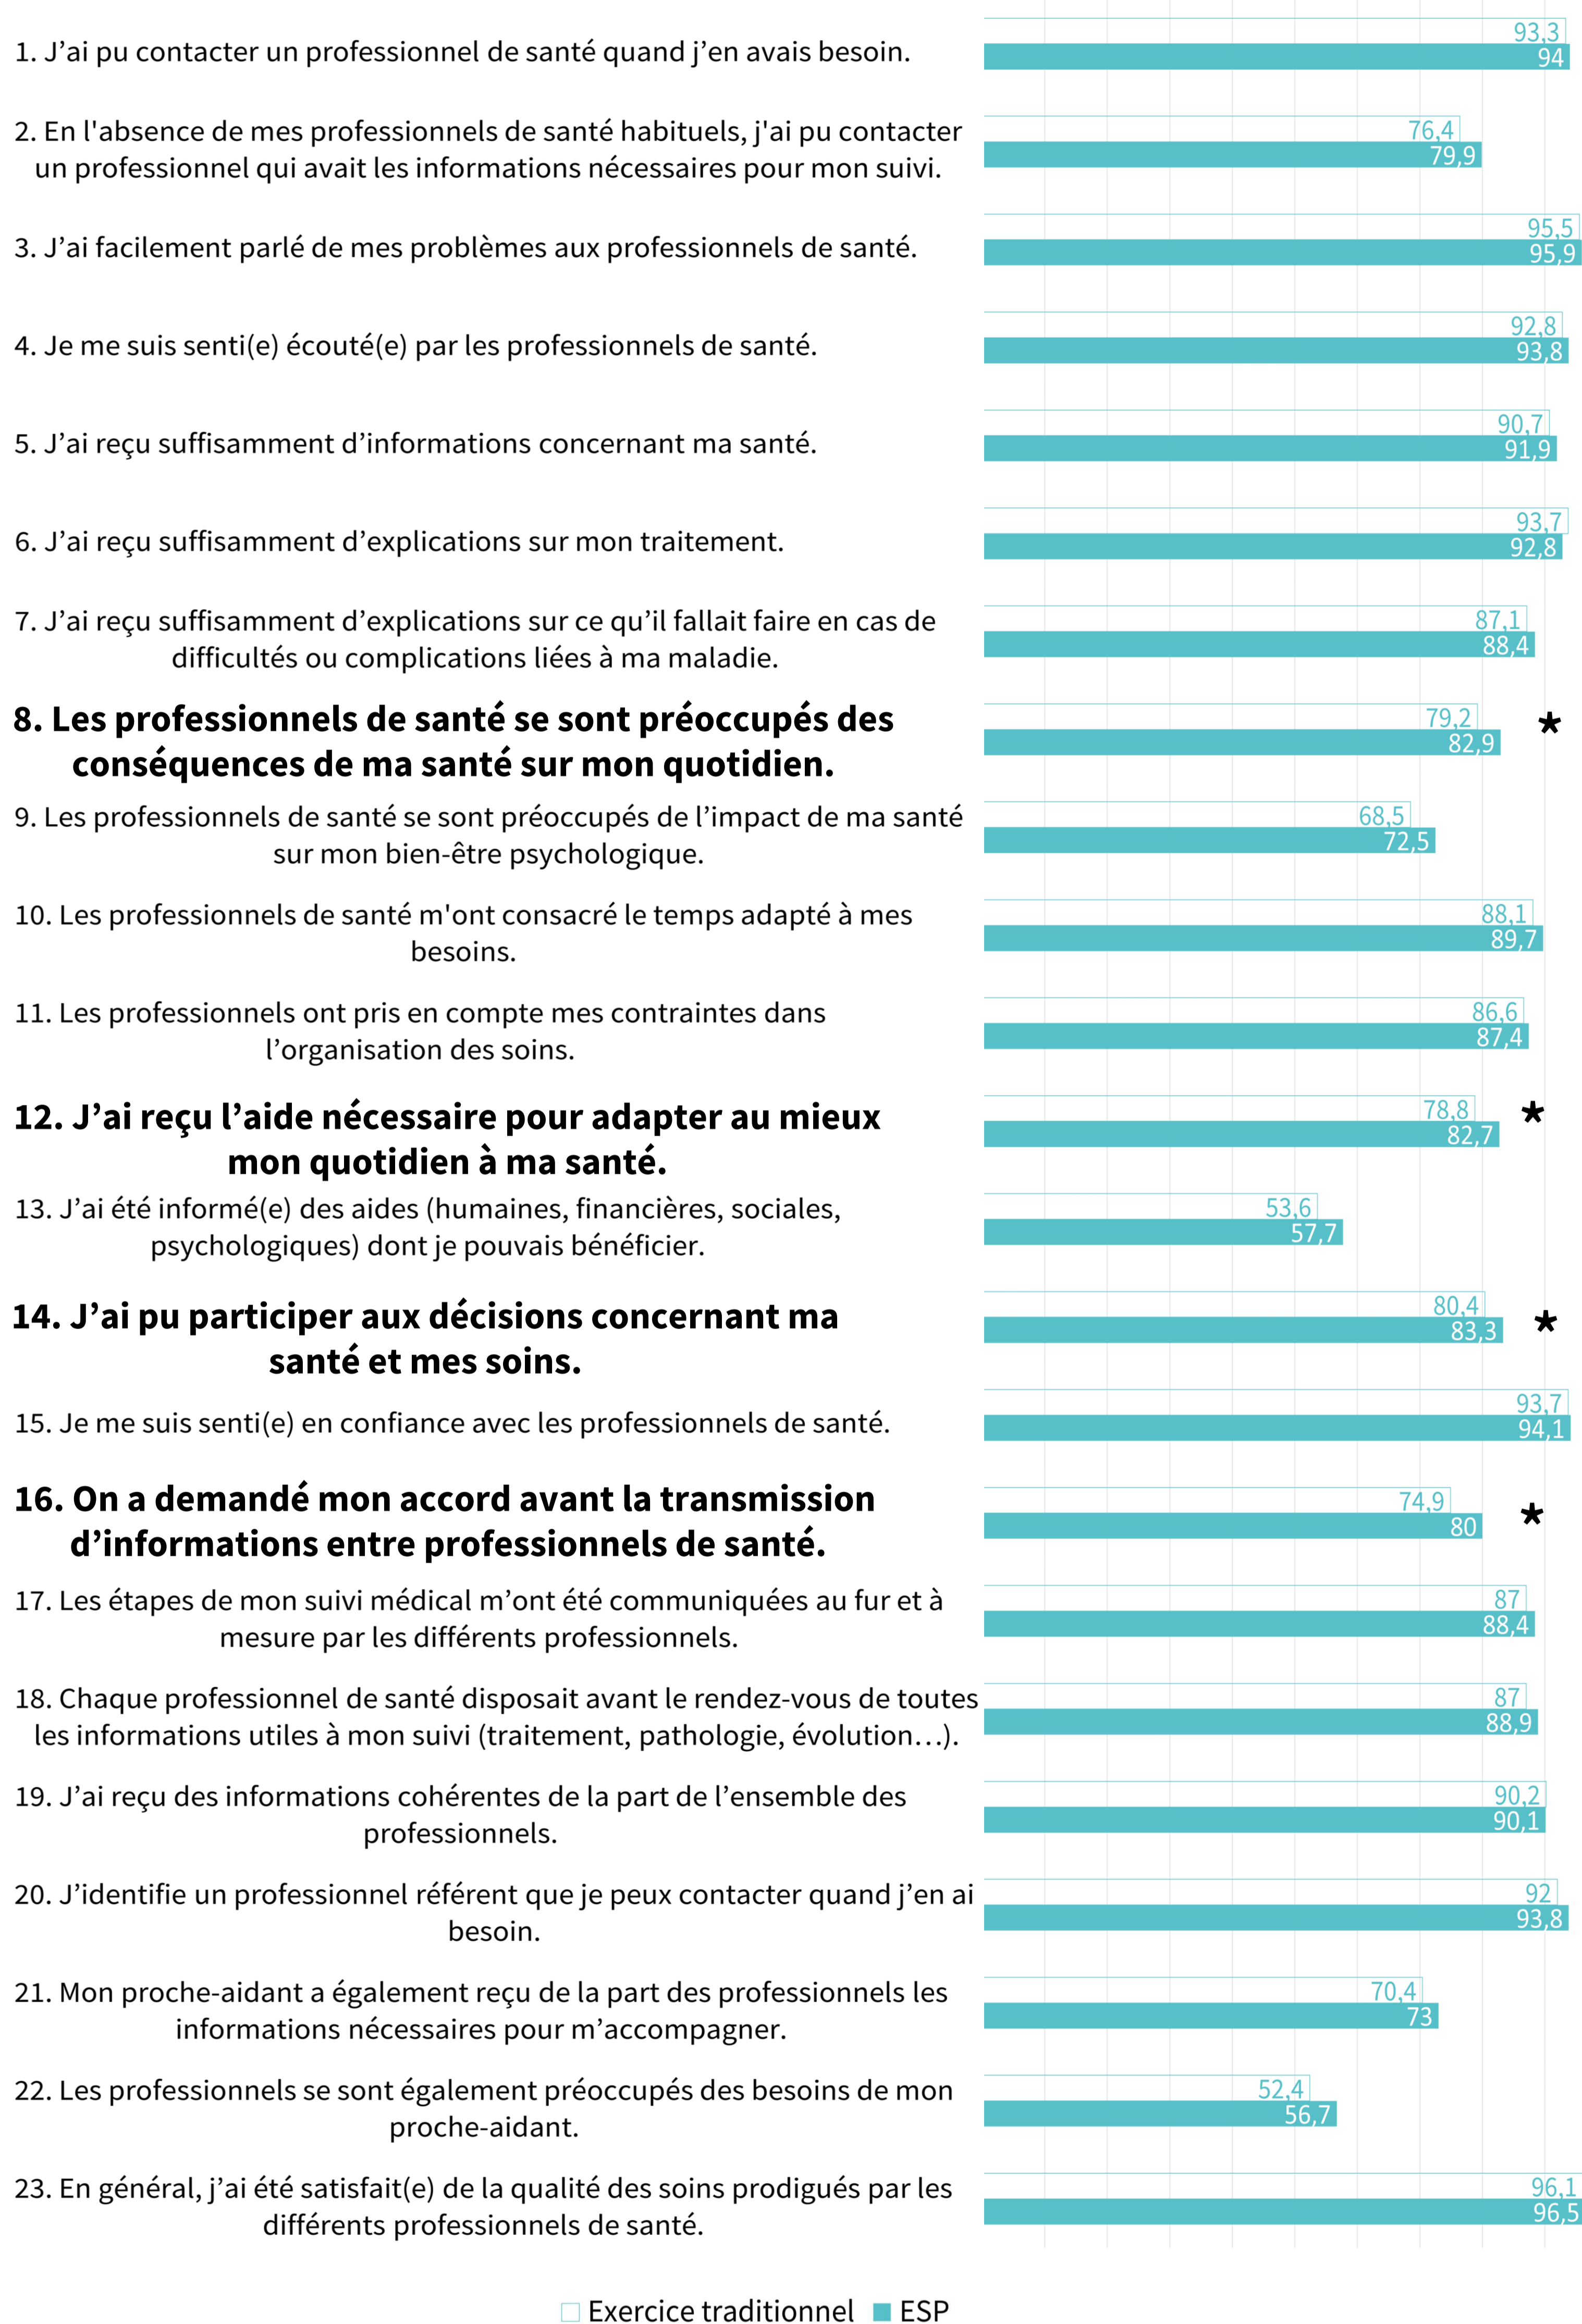 1. J’ai pu contacter un professionnel de santé quand j’en avais besoin.
93,3
94
2. En l'absence de mes professionnels de santé habituels, j'ai pu contacter
un professionnel qui avait les informations nécessaires pour mon suivi.
76,4
79,9
3. J’ai facilement parlé de mes problèmes aux professionnels de santé.
95,5
95,9
4. Je me suis senti(e) écouté(e) par les professionnels de santé.
92,8
93,8
5. J’ai reçu suffisamment d’informations concernant ma santé.
90,7
91,9
6. J’ai reçu suffisamment d’explications sur mon traitement.
93,7
92,8
7. J’ai reçu suffisamment d’explications sur ce qu’il fallait faire en cas de
difficultés ou complications liées à ma maladie.
87,1
88,4
8. Les professionnels de santé se sont préoccupés des
conséquences de ma santé sur mon quotidien.
79,2
82,9
*
9. Les professionnels de santé se sont préoccupés de l’impact de ma santé
sur mon bien-être psychologique.
68,5
72,5
10. Les professionnels de santé m'ont consacré le temps adapté à mes
besoins.
88,1
89,7
11. Les professionnels ont pris en compte mes contraintes dans
l’organisation des soins.
86,6
87,4
12. J’ai reçu l’aide nécessaire pour adapter au mieux
mon quotidien à ma santé.
78,8
82,7
*
13. J’ai été informé(e) des aides (humaines, financières, sociales,
psychologiques) dont je pouvais bénéficier.
53,6
57,7
14. J’ai pu participer aux décisions concernant ma
santé et mes soins.
80,4
83,3
*
15. Je me suis senti(e) en confiance avec les professionnels de santé.
93,7
94,1
16. On a demandé mon accord avant la transmission
d’informations entre professionnels de santé.
74,9
80
*
17. Les étapes de mon suivi médical m’ont été communiquées au fur et à
mesure par les différents professionnels.
87
88,4
18. Chaque professionnel de santé disposait avant le rendez-vous de toutes
les informations utiles à mon suivi (traitement, pathologie, évolution…).
87
88,9
19. J’ai reçu des informations cohérentes de la part de l’ensemble des
professionnels.
90,2
90,1
20. J’identifie un professionnel référent que je peux contacter quand j’en ai
besoin.
92
93,8
21. Mon proche-aidant a également reçu de la part des professionnels les
informations nécessaires pour m’accompagner.
70,4
73
22. Les professionnels se sont également préoccupés des besoins de mon
proche-aidant.
52,4
56,7
23. En général, j’ai été satisfait(e) de la qualité des soins prodigués par les
différents professionnels de santé.
96,1
96,5
Exercice traditionnel ESP